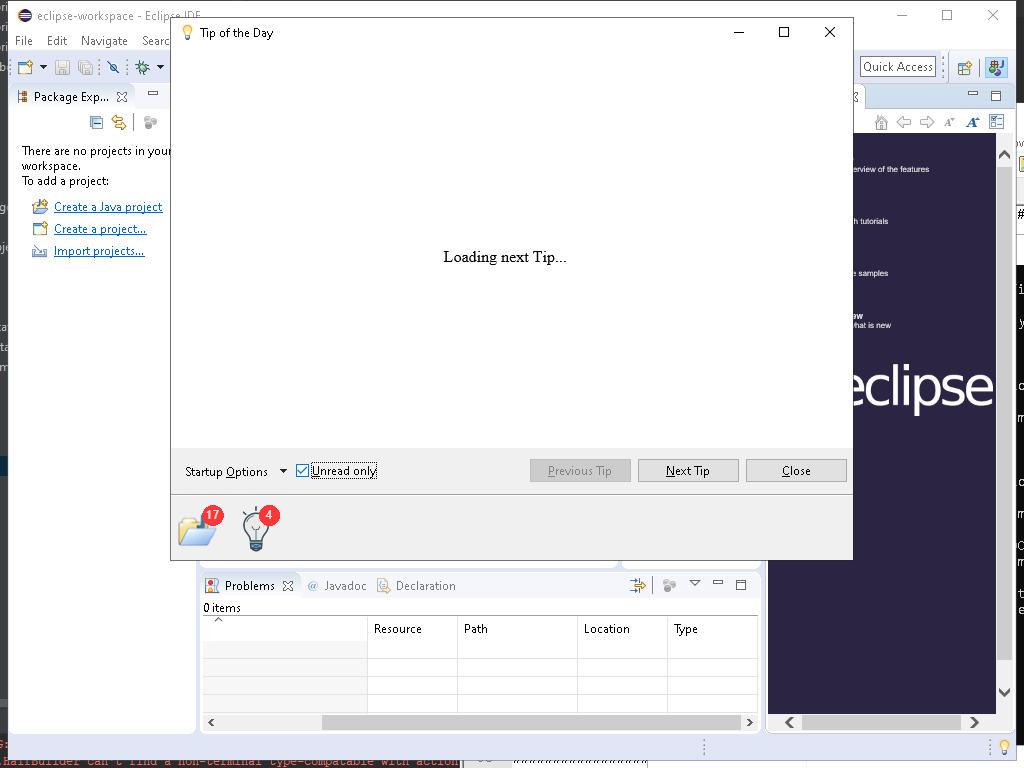 eclipse-workspace - Eclipse IDE
Tip of the Day
File Edit Navigate Searc
Quick Access
Package Exp...
There are no projects in your
workspace.
To add a project:
Create a Java project
Create a project...
Import projects...
erview of the features
tutorials
samples
what is new
eclipse
Loading next Tip...
Startup Options
Unread only
Previous Tip
Next Tip
Close
17
4
Problems
@ Javadoc
Declaration
0 items
Resource Path Location Type
HallBuilder can't find a non-terminal type-compatable with action